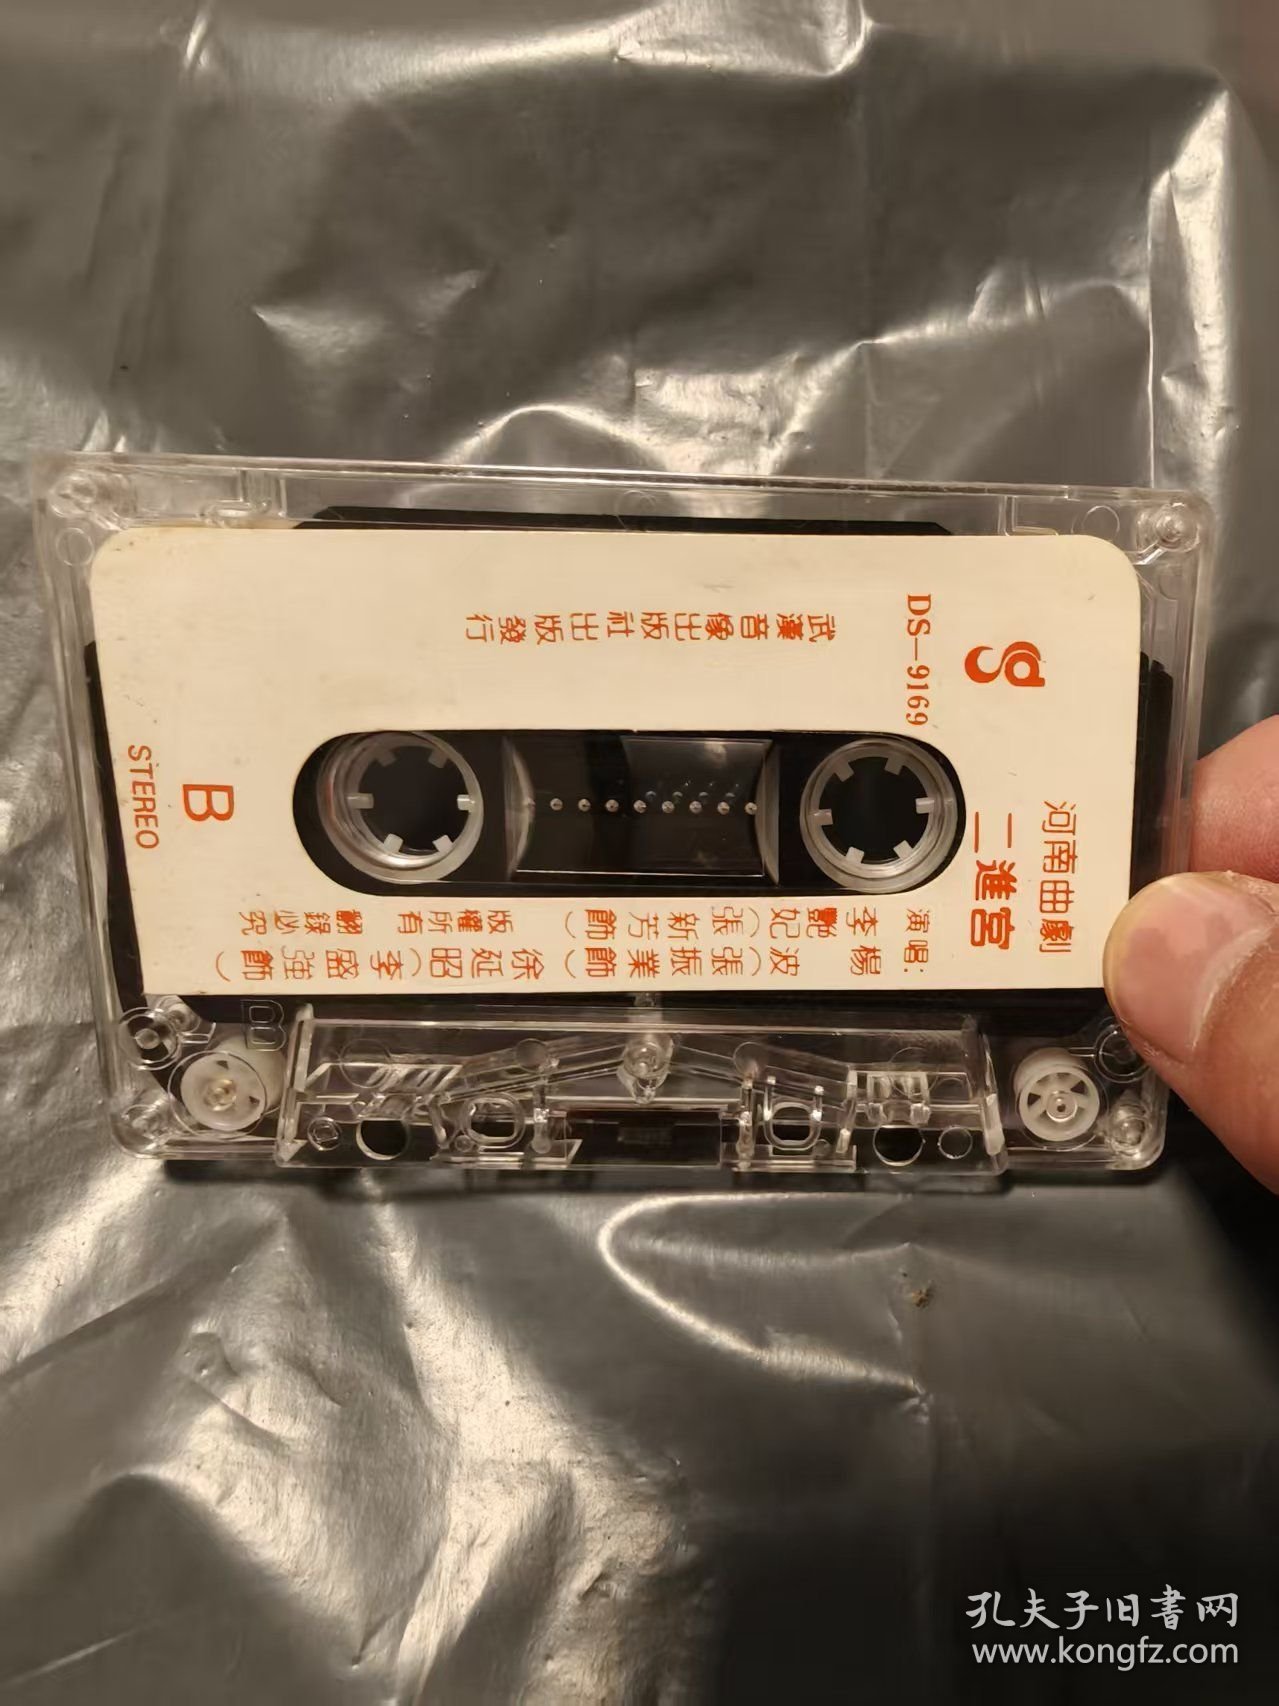 河南曲劇
二進宮
DS—9169
武漢音像出版社出版發行
演唱:
楊　波(張振業飾)
徐延昭(李盛強飾)
李艷妃(張新芳飾)
版權所有
翻錄必究
B
STEREO
孔夫子旧書网
www.kongfz.com